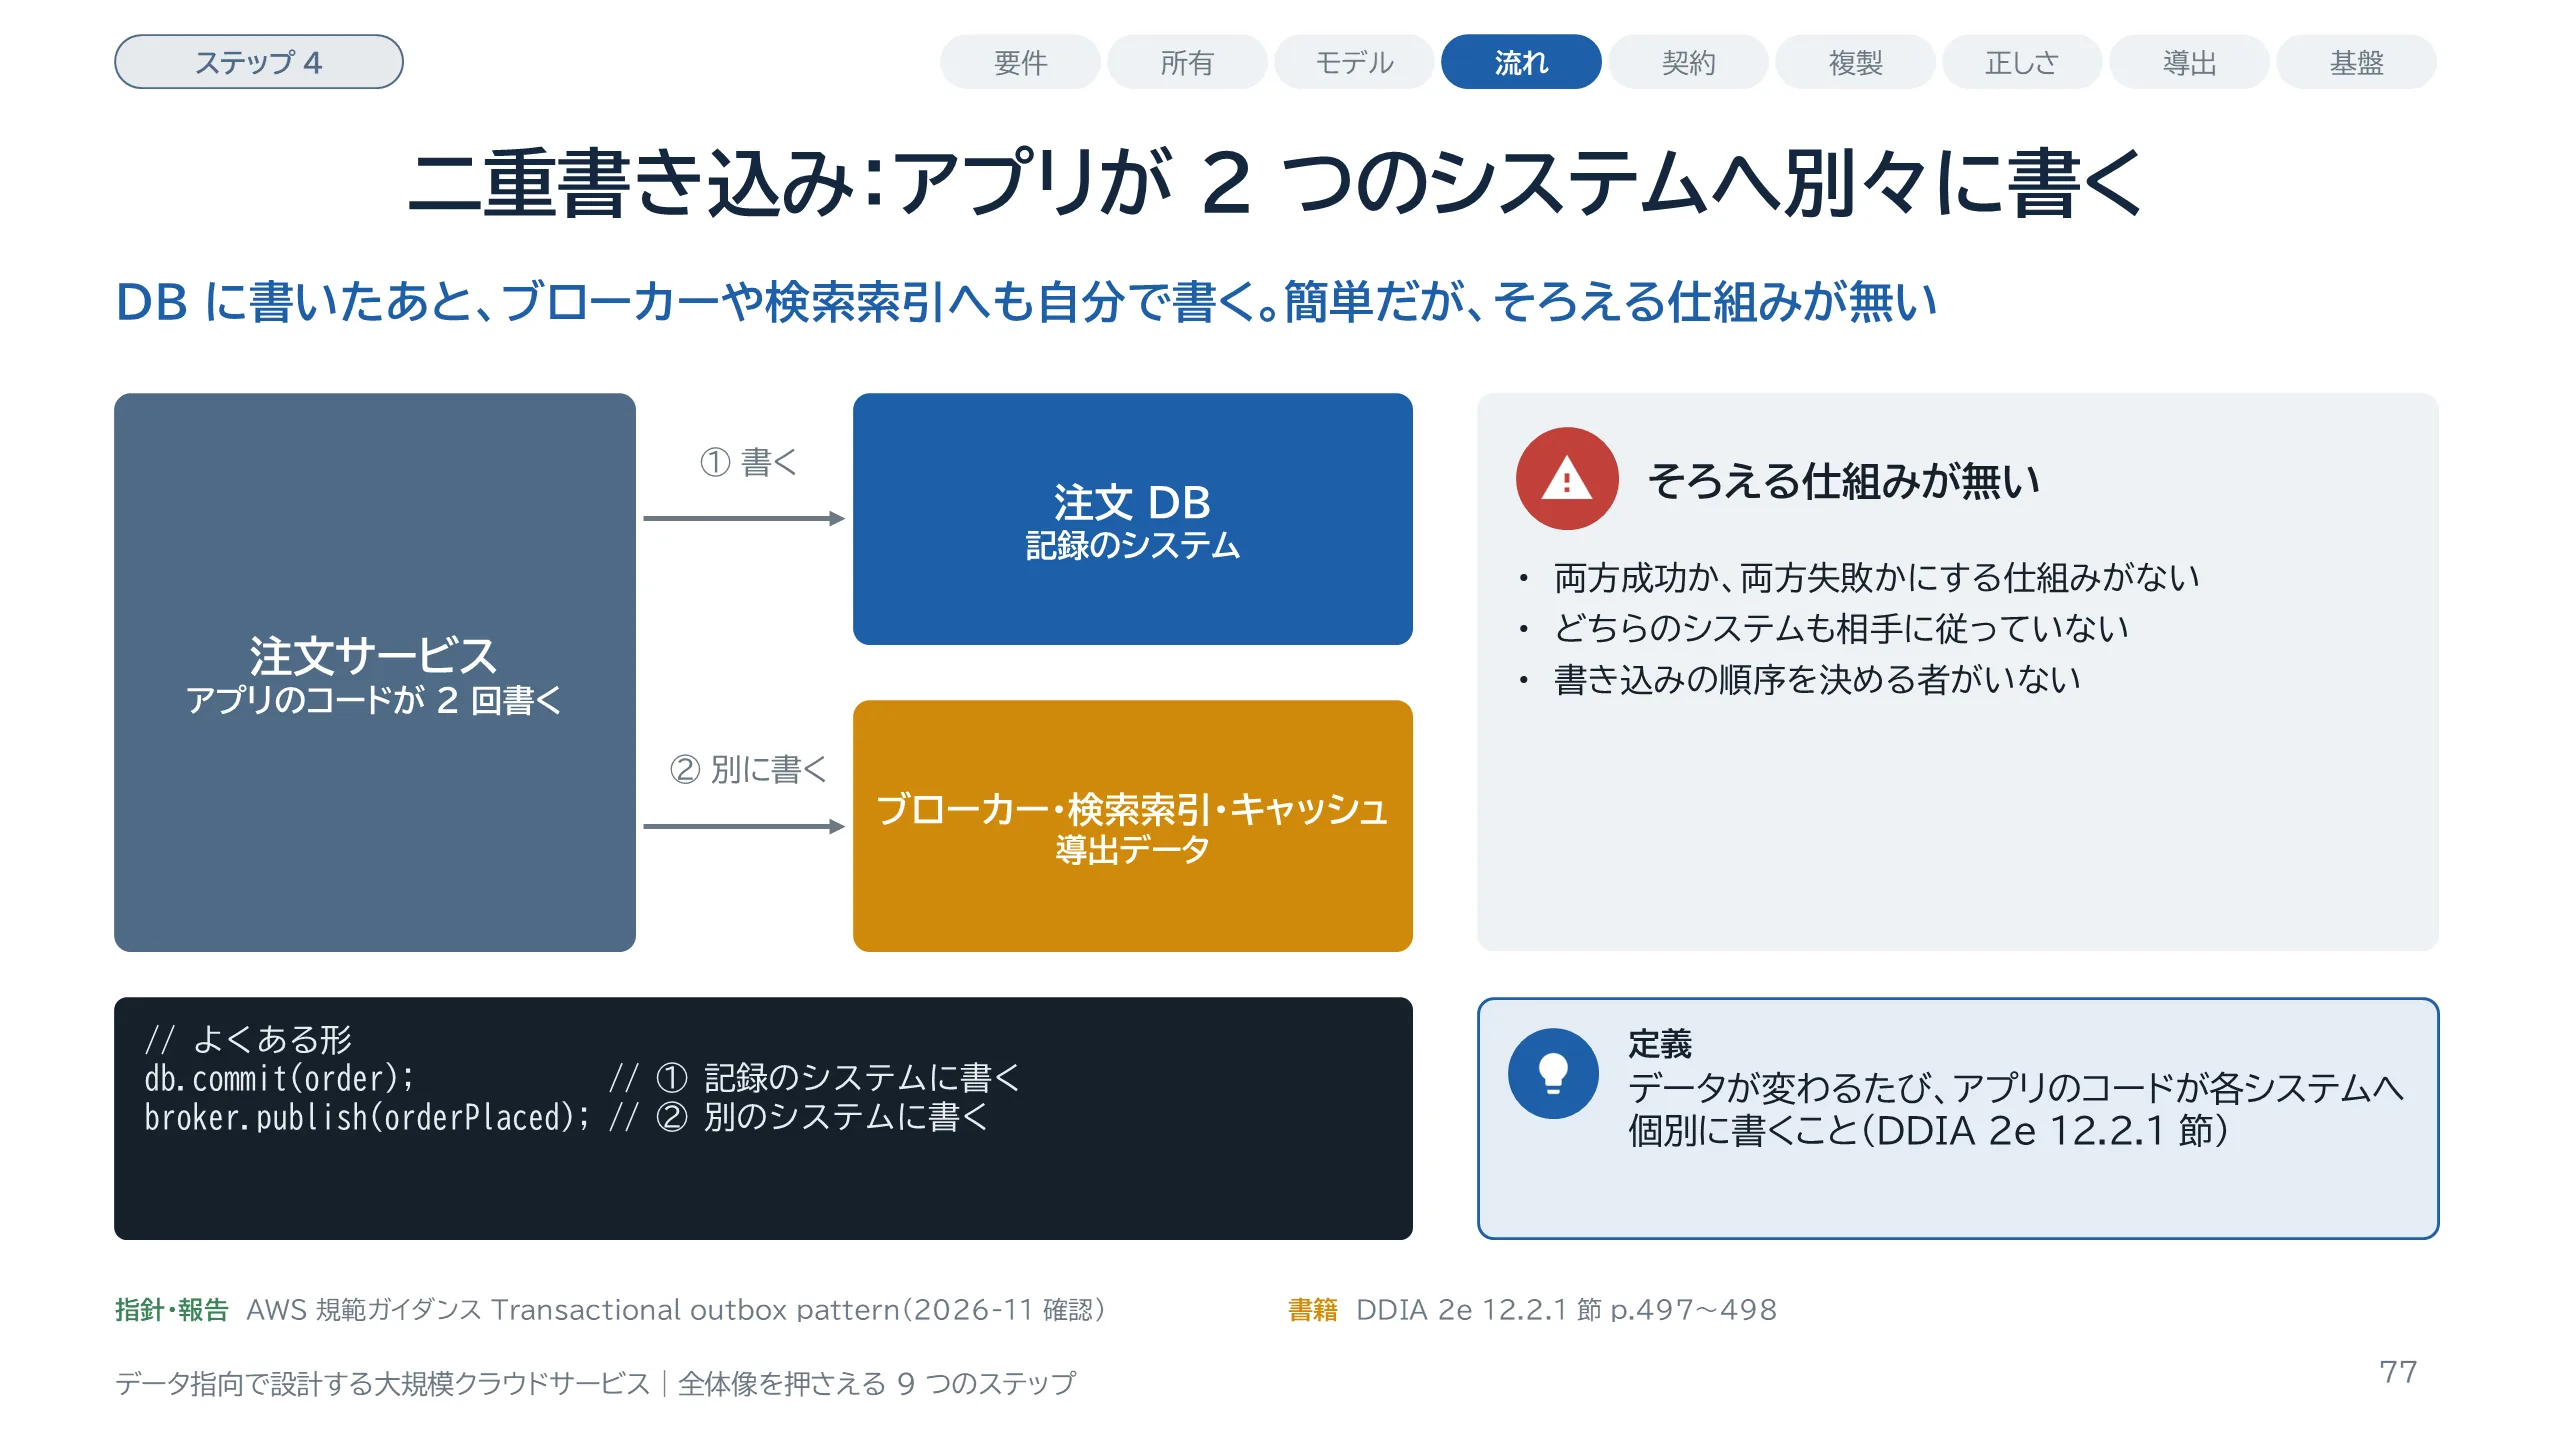 ステップ 4
要件
所有
モデル
流れ
契約
複製
正しさ
導出
基盤
二重書き込み：アプリが 2 つのシステムへ別々に書く
DB に書いたあと、ブローカーや検索索引へも自分で書く。簡単だが、そろえる仕組みが無い
注文サービス
アプリのコードが 2 回書く
① 書く
注文 DB
記録のシステム
② 別に書く
ブローカー・検索索引・キャッシュ
導出データ
そろえる仕組みが無い
• 両方成功か、両方失敗かにする仕組みがない
• どちらのシステムも相手に従っていない
• 書き込みの順序を決める者がいない
// よくある形
db.commit(order); // ① 記録のシステムに書く
broker.publish(orderPlaced); // ② 別のシステムに書く
定義
データが変わるたび、アプリのコードが各システムへ
個別に書くこと（DDIA 2e 12.2.1 節）
指針・報告 AWS 規範ガイダンス Transactional outbox pattern（2026-11 確認）
書籍 DDIA 2e 12.2.1 節 p.497～498
データ指向で設計する大規模クラウドサービス｜全体像を押さえる 9 つのステップ
77